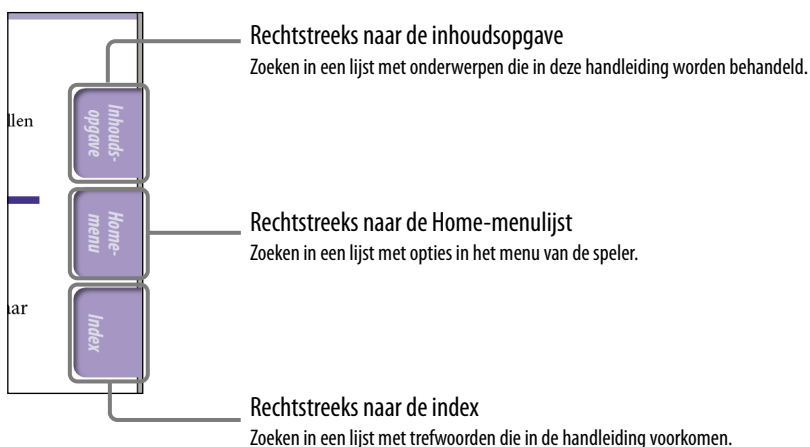 Rechtstreeks naar de inhoudsopgave
Zoeken in een lijst met onderwerpen die in deze handleiding worden behandeld.
Inhouds-
opgave
llen
Rechtstreeks naar de Home-menulijst
Zoeken in een lijst met opties in het menu van de speler.
Home-
menu
Index
Rechtstreeks naar de index
Zoeken in een lijst met trefwoorden die in de handleiding voorkomen.